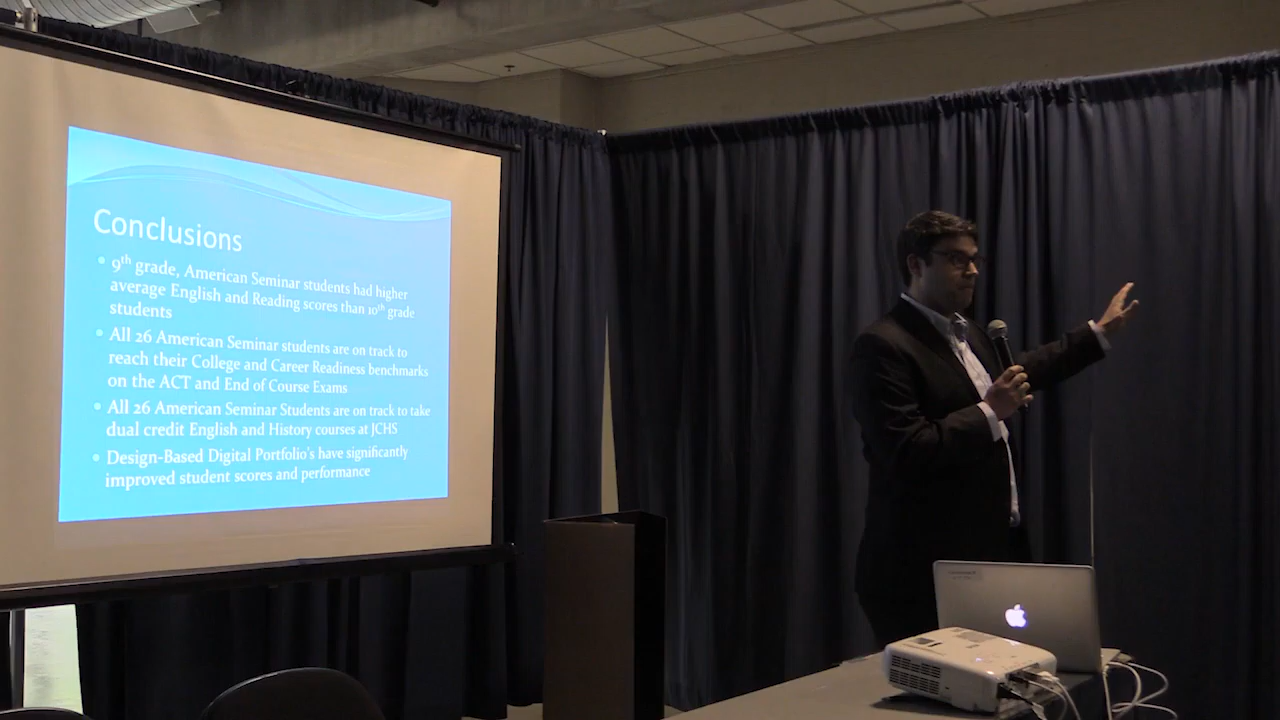 Conclusions
9th grade, American Seminar students had higher
average English and Reading scores than 10th grade
students
All 26 American Seminar students are on track to
reach their College and Career Readiness benchmarks
on the ACT and End of Course Exams
All 26 American Seminar Students are on track to take
dual credit English and History courses at JCHS
Design-Based Digital Portfolio's have significantly
improved student scores and performance